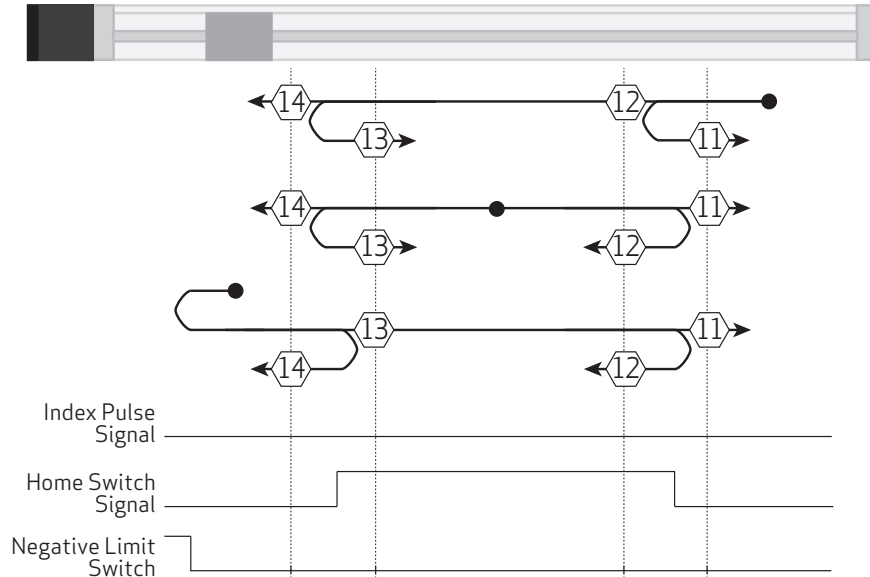 14
12
13
11
14
11
13
12
13
11
14
12
Index Pulse
Signal
Home Switch
Signal
Negative Limit
Switch